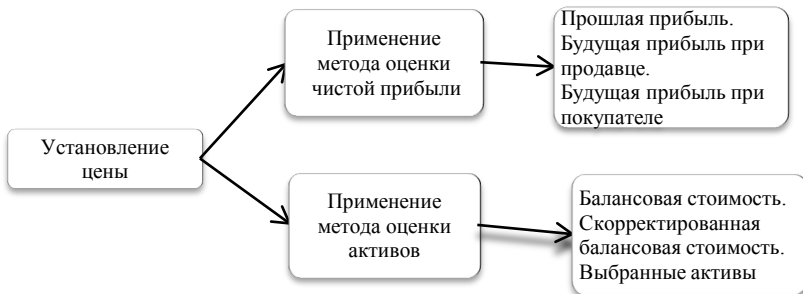 Установление
цены
Применение
метода оценки
чистой прибыли
Прошлая прибыль.
Будущая прибыль при
продавце.
Будущая прибыль при
покупателе
Применение
метода оценки
активов
Балансовая стоимость.
Скорректированная
балансовая стоимость.
Выбранные активы